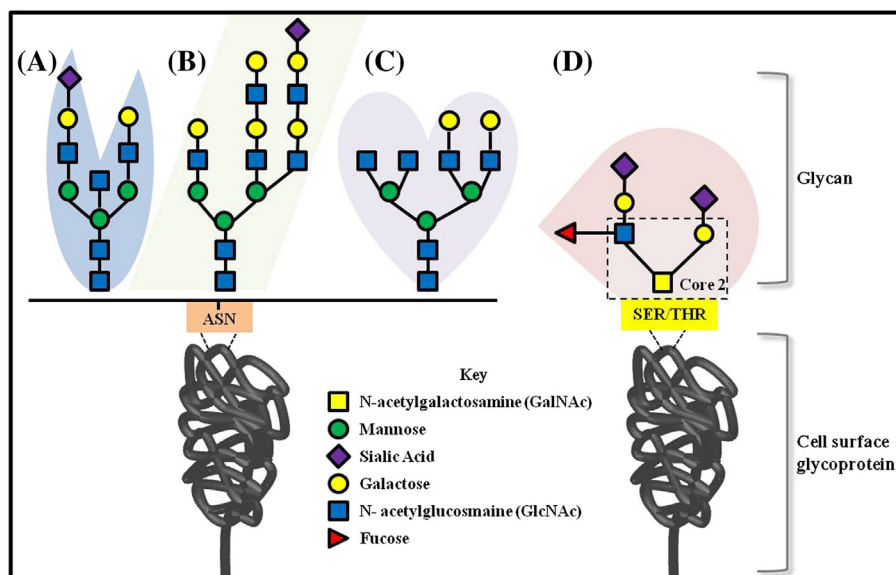 (A)
(B)
(C)
(D)
Glycan
Core 2
ASN
SER/THR
Key
N-acetylgalactosamine (GalNAc)
Mannose
Sialic Acid
Galactose
N- acetylglucosmaine (GlcNAc)
Fucose
Cell surface
glycoprotein